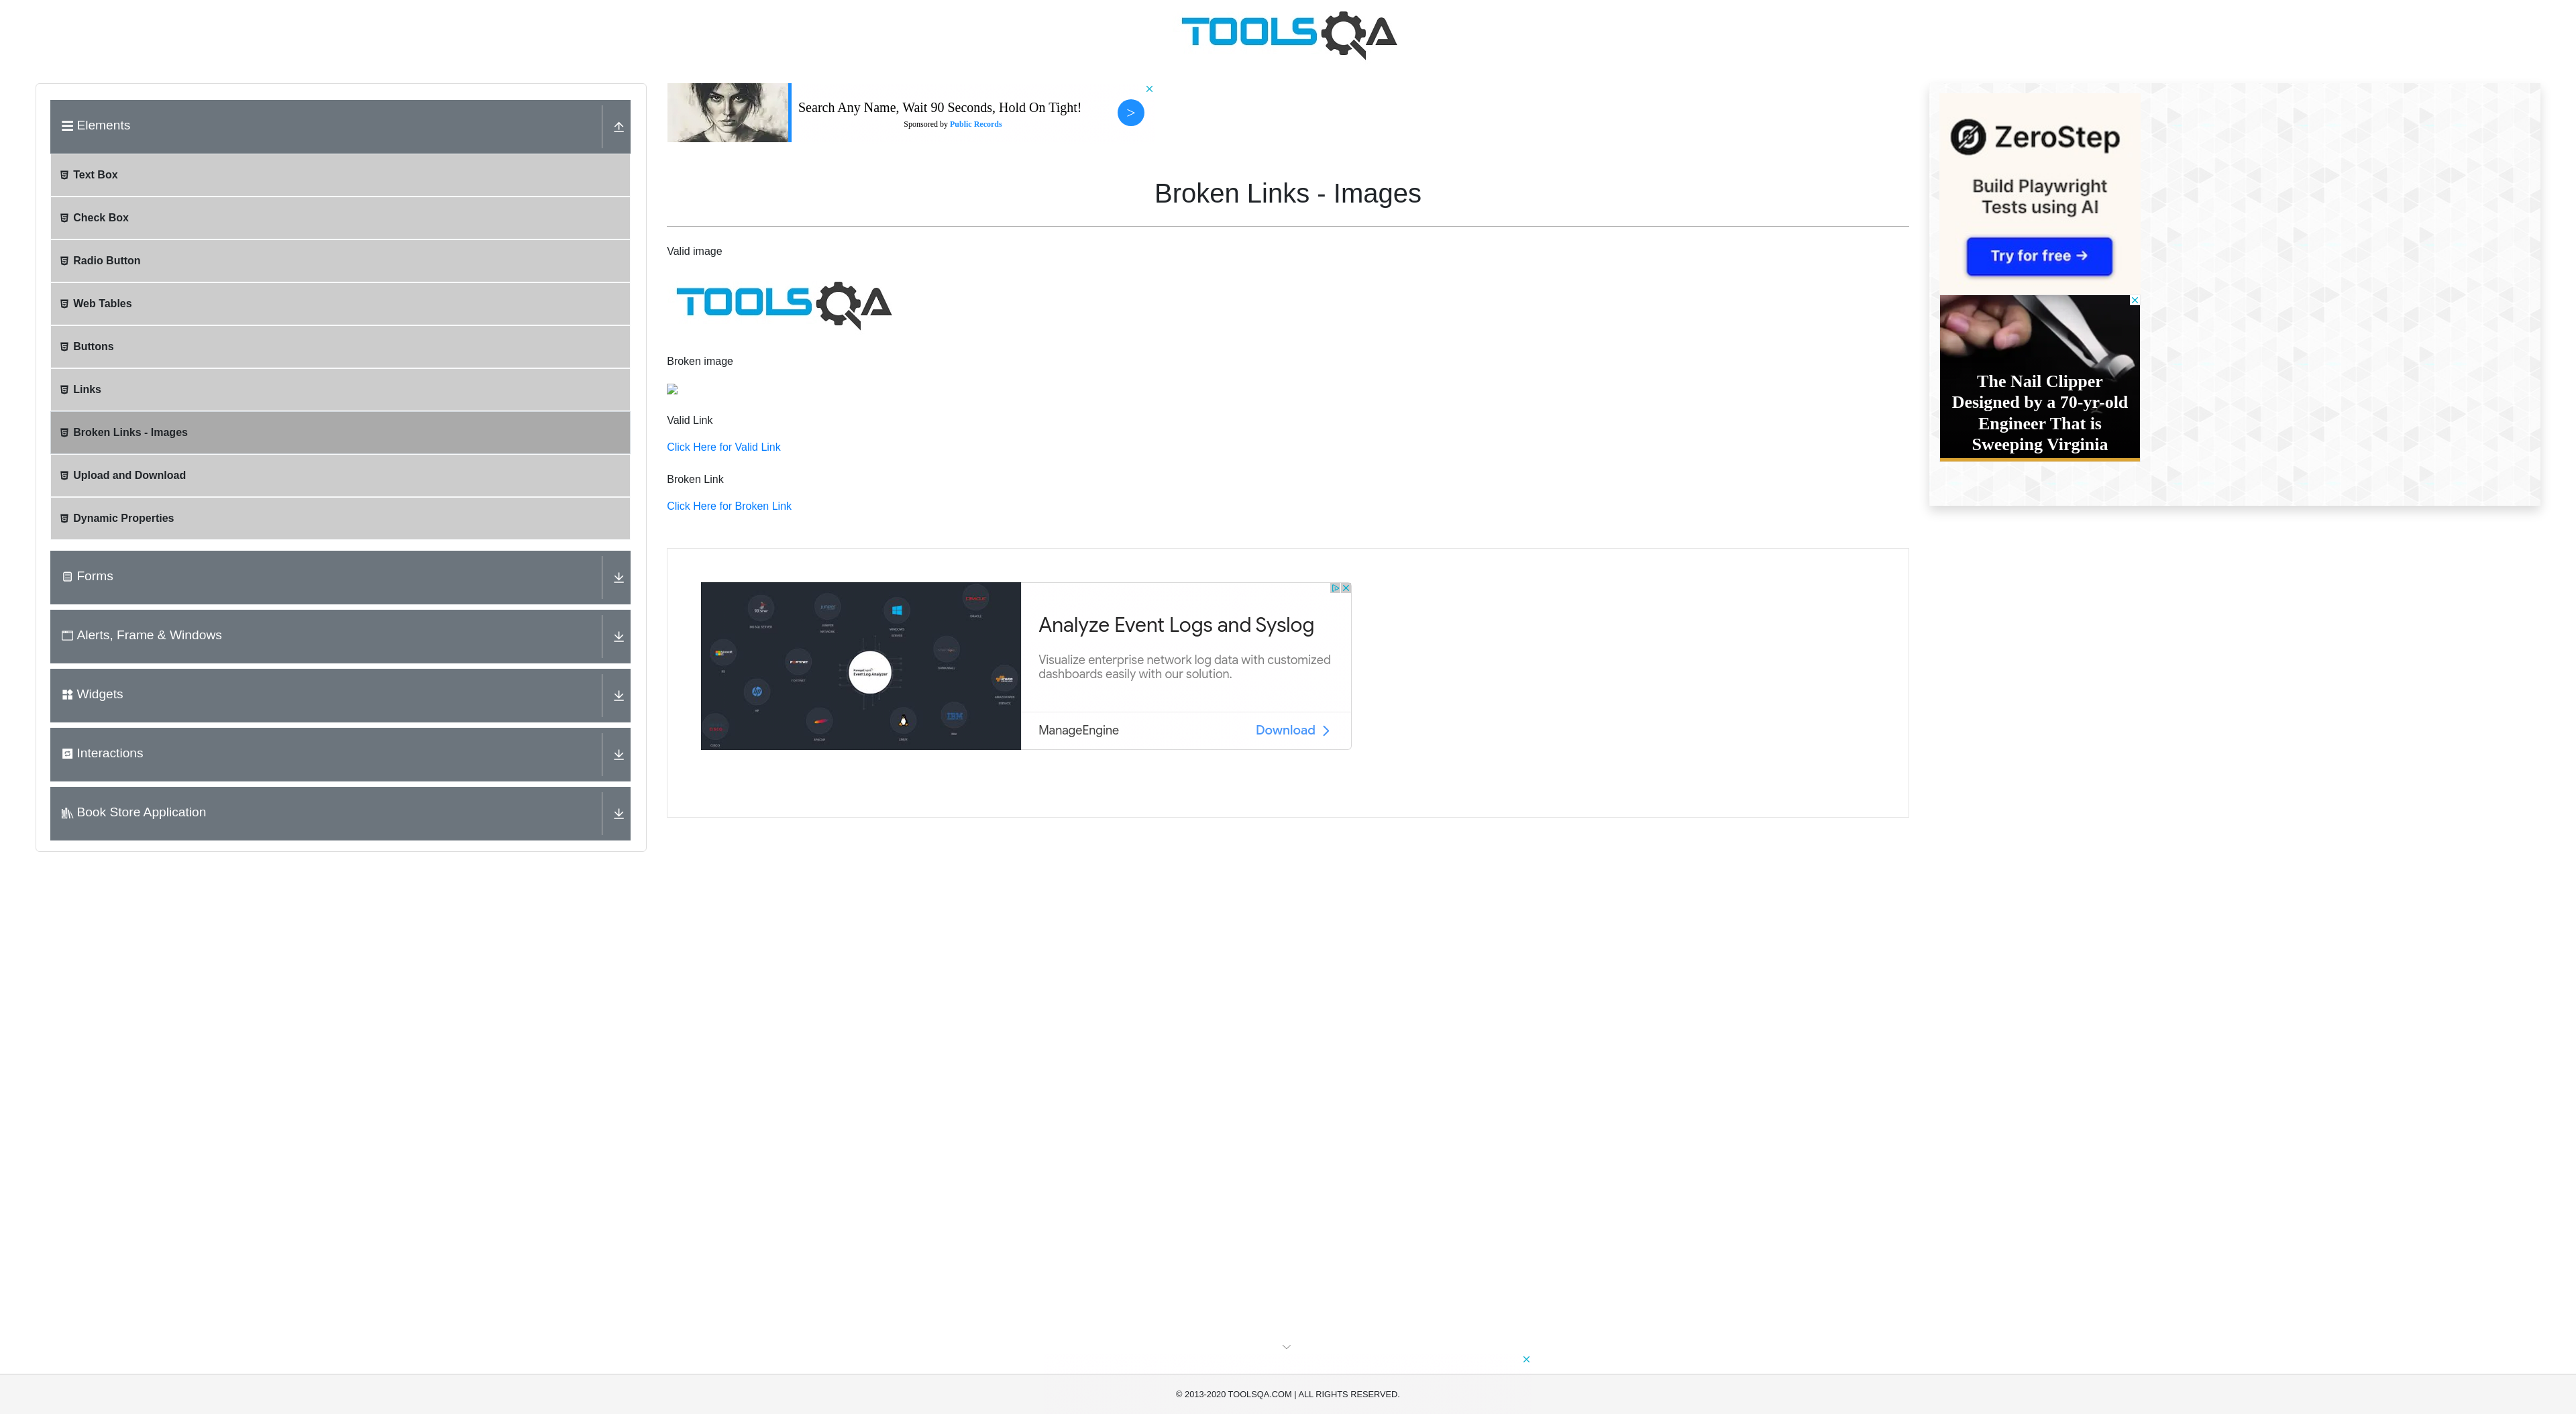 TOOLSQA
Elements
Text Box
Check Box
Radio Button
Web Tables
Buttons
Links
Broken Links - Images
Upload and Download
Dynamic Properties
Forms
Alerts, Frame & Windows
Widgets
Interactions
Book Store Application
Search Any Name, Wait 90 Seconds, Hold On Tight!
Sponsored by Public Records
>
Broken Links - Images
Valid image
TOOLSQA
Broken image
Valid Link
Click Here for Valid Link
Broken Link
Click Here for Broken Link
Analyze Event Logs and Syslog
Visualize enterprise network log data with customized
dashboards easily with our solution.
ManageEngine
Download
ZeroStep
Build Playwright
Tests using AI
Try for free →
The Nail Clipper
Designed by a 70-yr-old
Engineer That is
Sweeping Virginia
© 2013-2020 TOOLSQA.COM | ALL RIGHTS RESERVED.